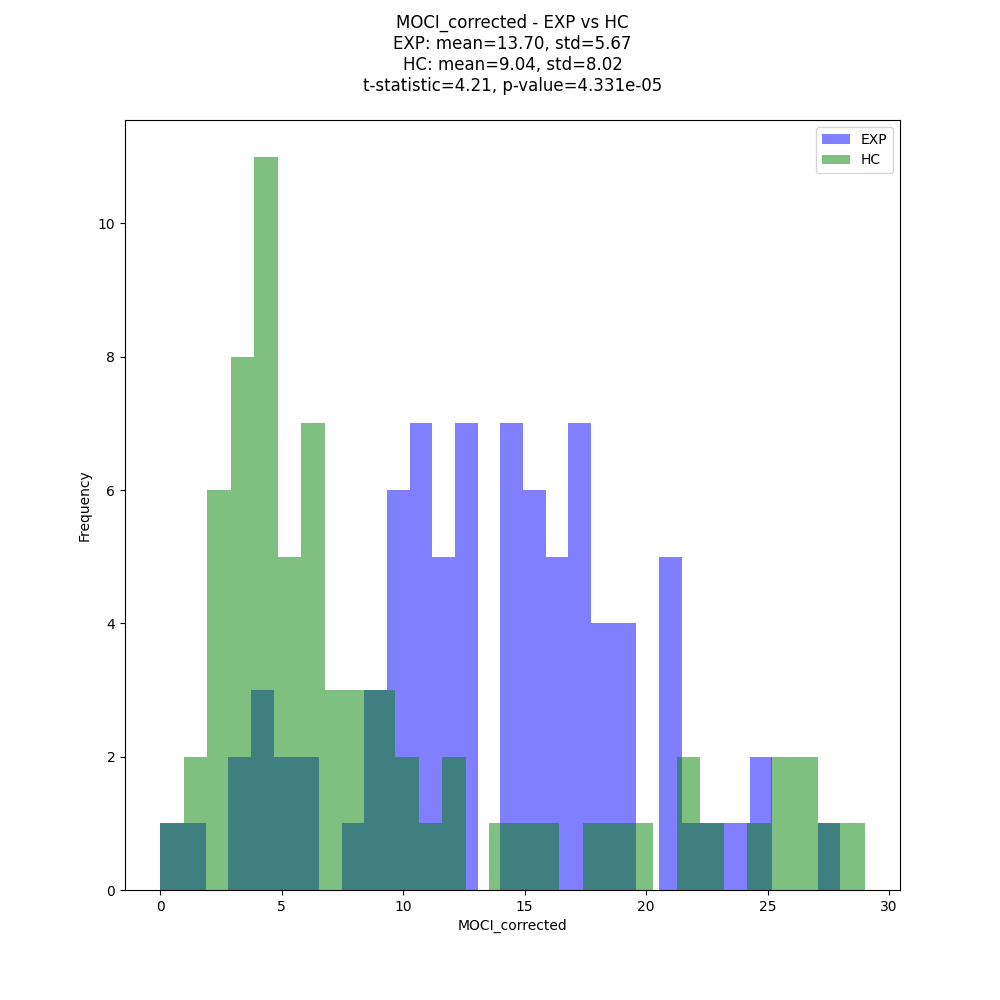 MOCI_corrected - EXP vs HC
EXP: mean=13.70, std=5.67
HC: mean=9.04, std=8.02
t-statistic=4.21, p-value=4.331e-05
EXP
HC
10
8
6
4
2
0
Frequency
0 5 10 15 20 25 30
MOCI_corrected